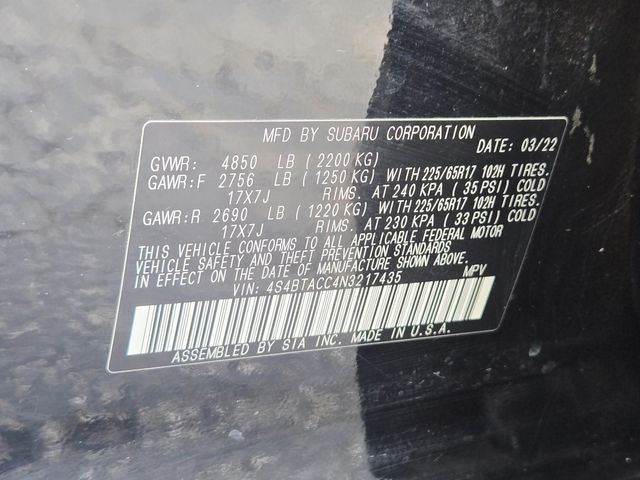 MFD BY SUBARU CORPORATION
DATE: 03/22
GVWR: 4850 LB (2200 KG)
GAWR:F 2756 LB (1250 KG) WITH 225/65R17 102H TIRES.
17X7J RIMS. AT 240 KPA (35 PSI) COLD
GAWR:R 2690 LB (1220 KG) WITH 225/65R17 102H TIRES.
17X7J RIMS. AT 230 KPA (33 PSI) COLD
THIS VEHICLE CONFORMS TO ALL APPLICABLE FEDERAL MOTOR
VEHICLE SAFETY AND THEFT PREVENTION STANDARDS
IN EFFECT ON THE DATE OF MANUFACTURE SHOWN ABOVE.
VIN: 4S4BTACC4N3217435 MPV
ASSEMBLED BY SIA INC. MADE IN U.S.A.